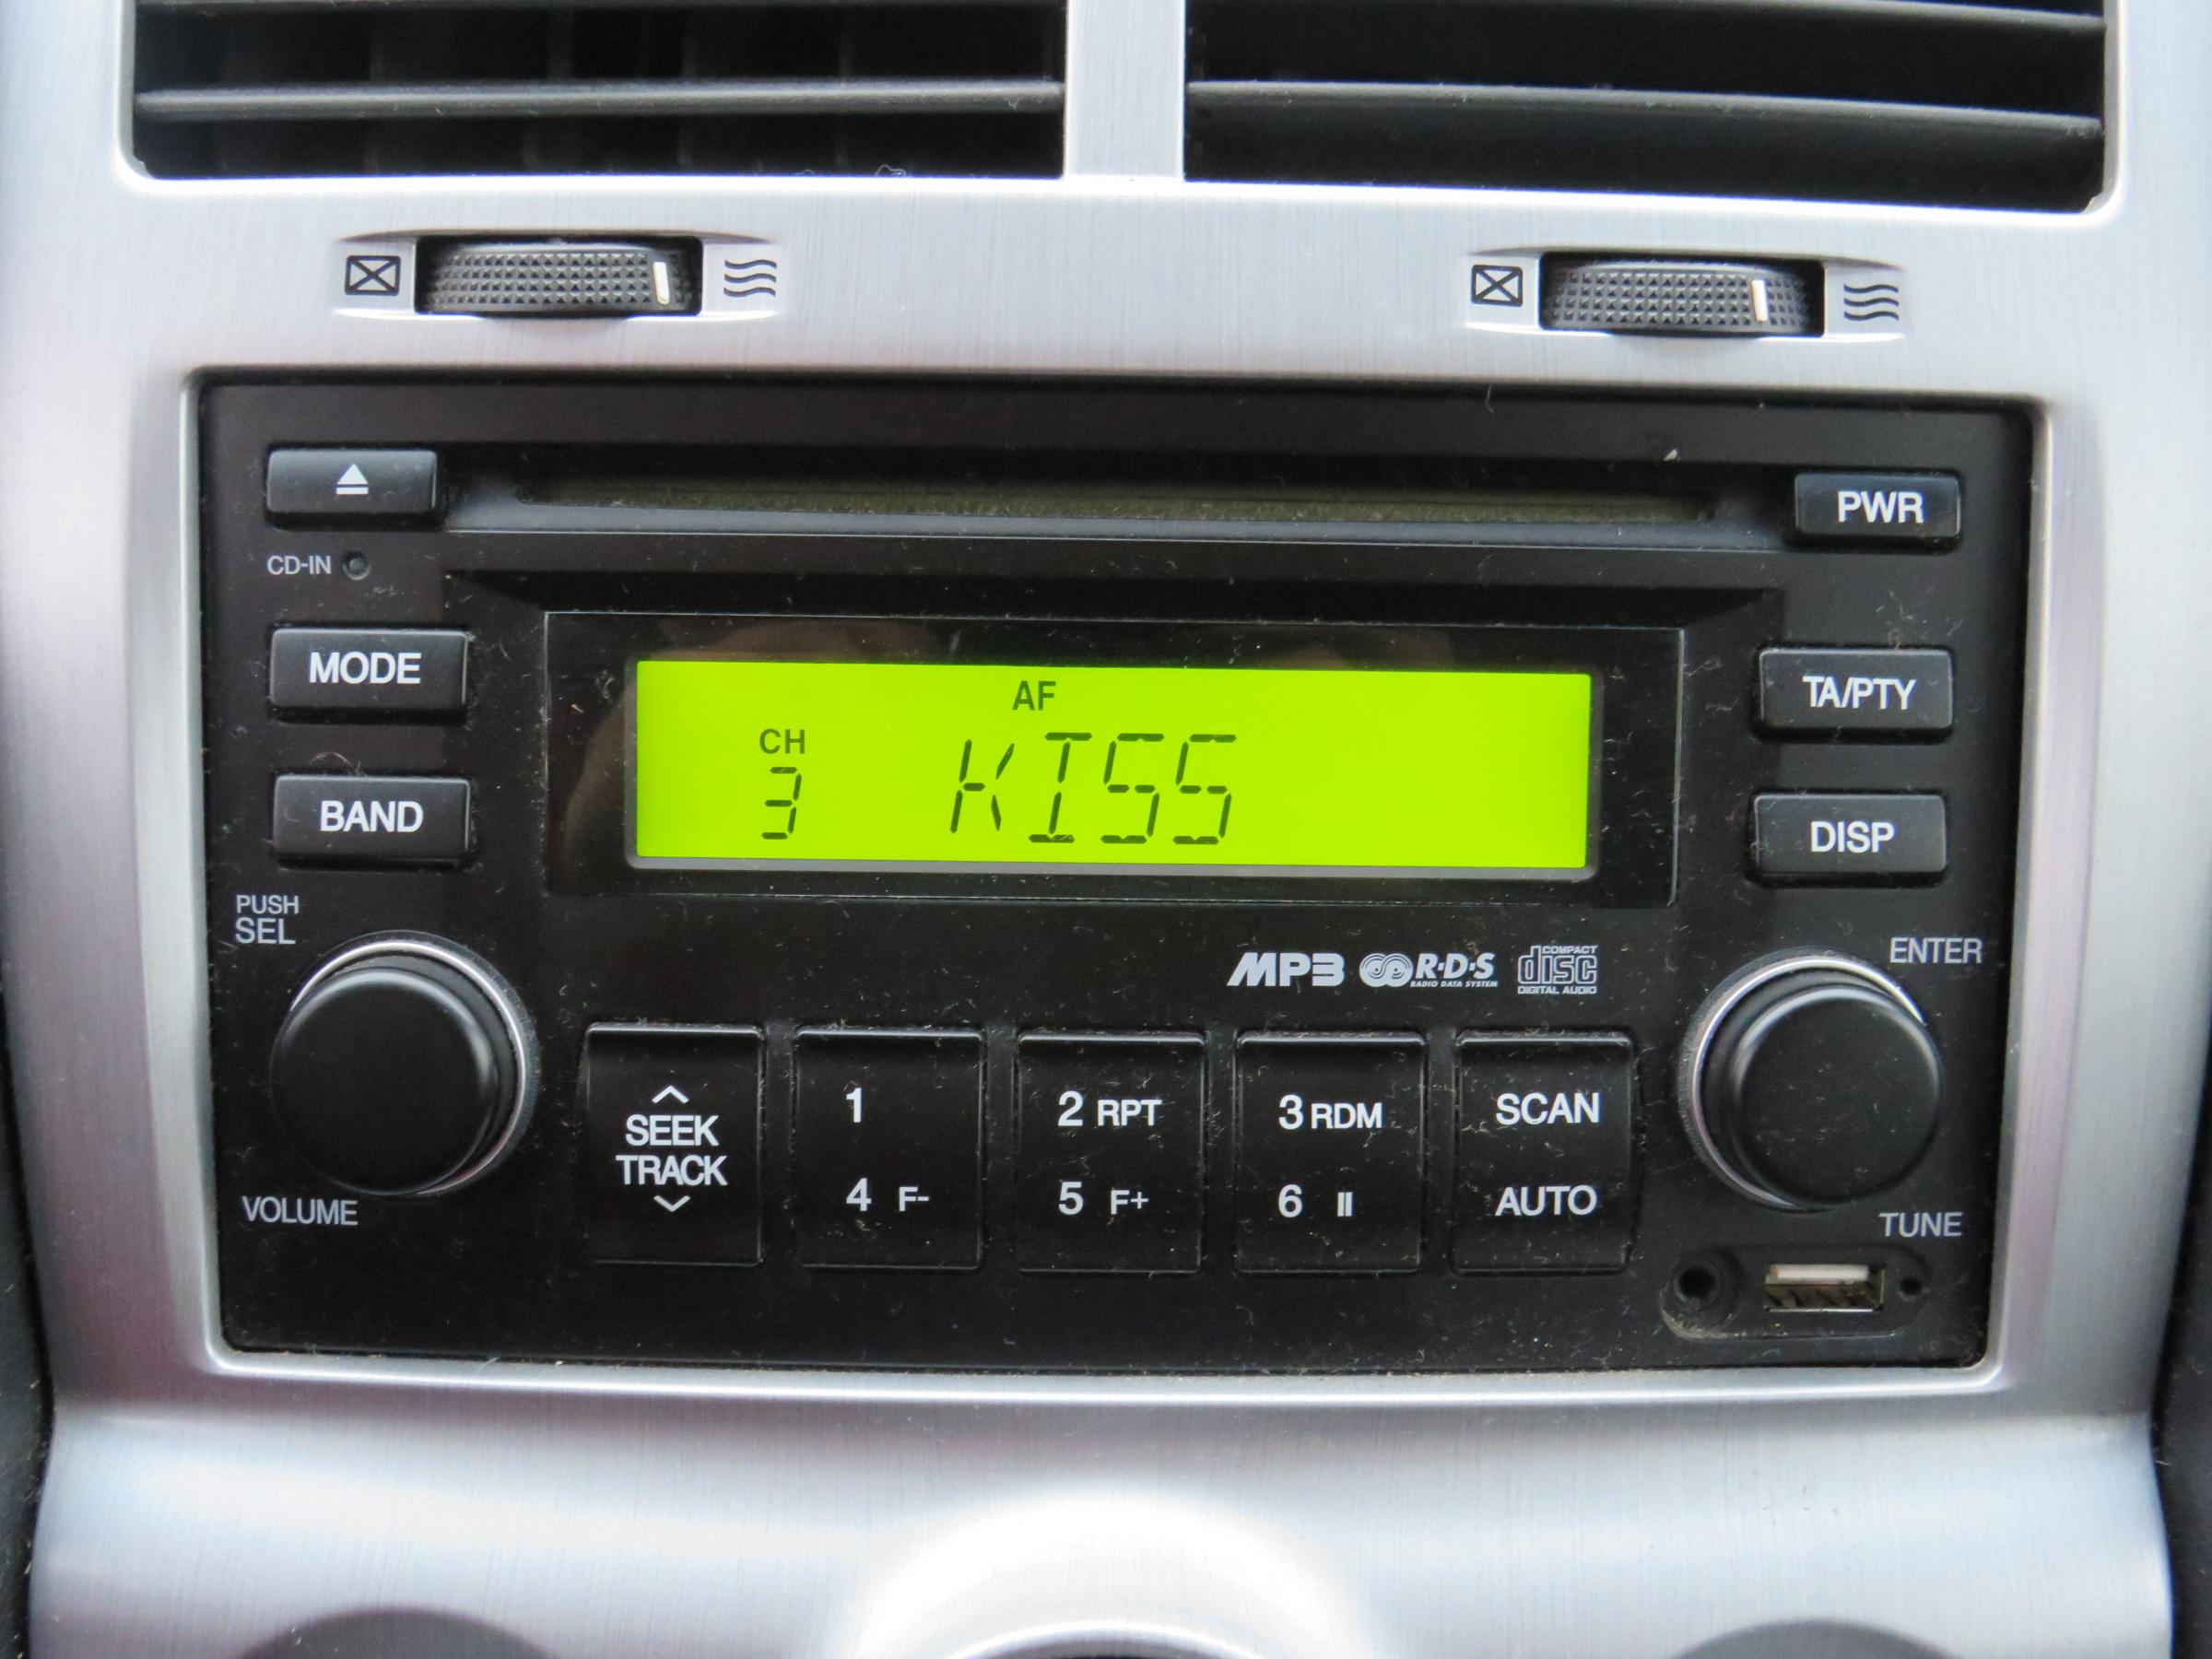 PWR
CD-IN
MODE
AF
TA/PTY
CH
3 KISS
BAND
DISP
PUSH
SEL
ENTER
MP3 R·D·S COMPACT
RADIO DATA SYSTEM disc
DIGITAL AUDIO
SEEK
TRACK
1
2 RPT
3 RDM
SCAN
4 F-
5 F+
6 II
AUTO
VOLUME
TUNE